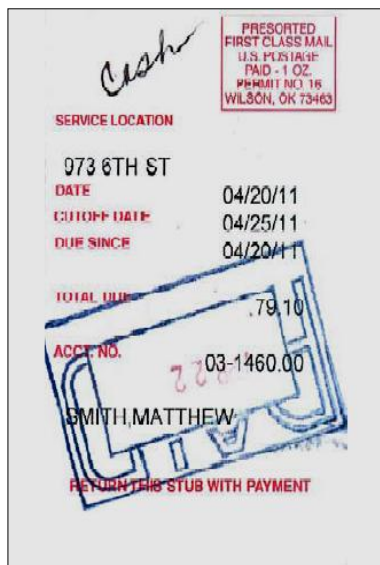 Cash
PRESORTED
FIRST CLASS MAIL
U.S. POSTAGE
PAID - 1 OZ.
PERMIT NO. 16
WILSON, OK 73463
SERVICE LOCATION
973 6TH ST
DATE 04/20/11
CUTOFF DATE 04/25/11
DUE SINCE 04/20/11
TOTAL DUE 79.10
ACCT. NO. 03-1460.00
SMITH,MATTHEW
PAID
RETURN THIS STUB WITH PAYMENT